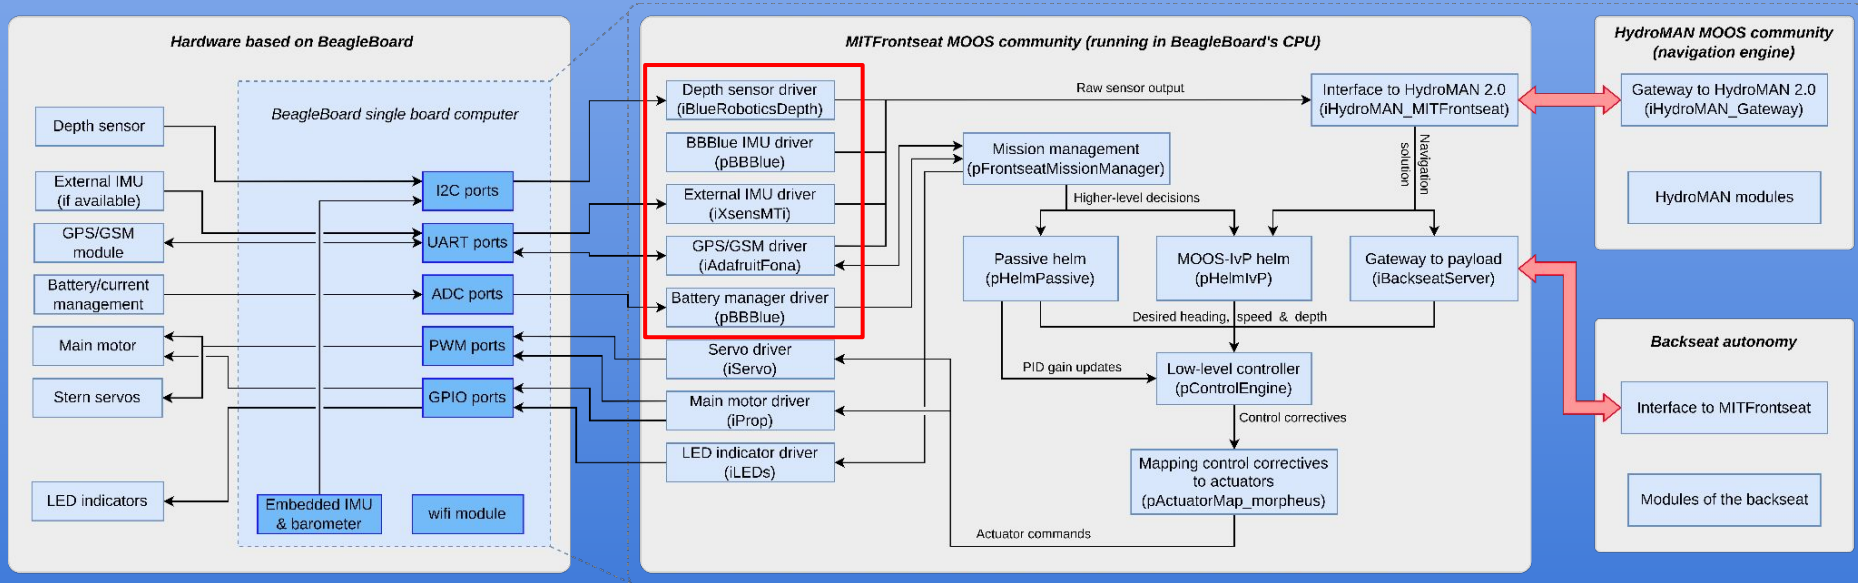 Hardware based on BeagleBoard
BeagleBoard single board computer
Depth sensor
External IMU
(if available)
GPS/GSM
module
Battery/current
management
Main motor
Stern servos
LED indicators
I2C ports
UART ports
ADC ports
PWM ports
GPIO ports
Embedded IMU
& barometer
wifi module
MITFrontseat MOOS community (running in BeagleBoard's CPU)
Depth sensor driver
(iBlueRoboticsDepth)
BBBlue IMU driver
(pBBBlue)
External IMU driver
(iXsensMTi)
GPS/GSM driver
(iAdafruitFona)
Battery manager driver
(pBBBlue)
Servo driver
(iServo)
Main motor driver
(iProp)
LED indicator driver
(iLEDs)
Raw sensor output
Interface to HydroMAN 2.0
(iHydroMAN_MITFrontseat)
Mission management
(pFrontseatMissionManager)
Navigation
solution
Higher-level decisions
Passive helm
(pHelmPassive)
MOOS-IvP helm
(pHelmIvP)
Gateway to payload
(iBackseatServer)
Desired heading, speed & depth
PID gain updates
Low-level controller
(pControlEngine)
Control correctives
Mapping control correctives
to actuators
(pActuatorMap_morpheus)
Actuator commands
HydroMAN MOOS community
(navigation engine)
Gateway to HydroMAN 2.0
(iHydroMAN_Gateway)
HydroMAN modules
Backseat autonomy
Interface to MITFrontseat
Modules of the backseat